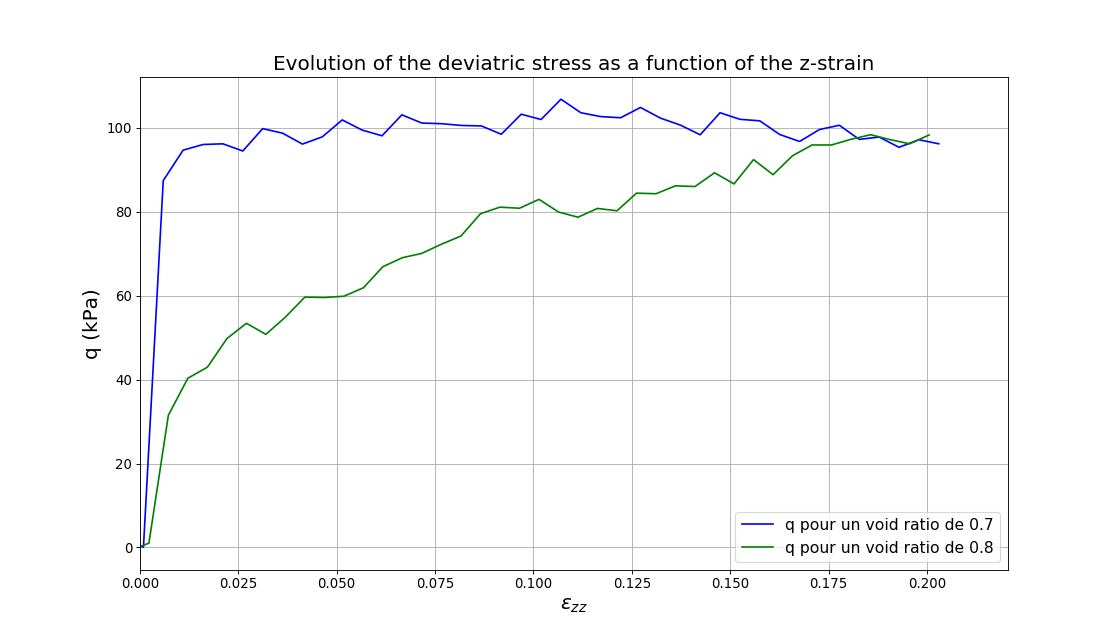 Evolution of the deviatric stress as a function of the z-strain
q (kPa)
100
80
60
40
20
0
0.000 0.025 0.050 0.075 0.100 0.125 0.150 0.175 0.200
ε_zz
q pour un void ratio de 0.7
q pour un void ratio de 0.8